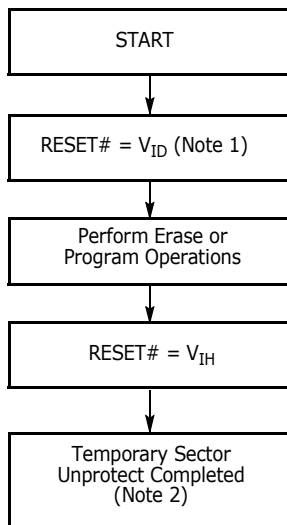 START
RESET# = VID (Note 1)
Perform Erase or
Program Operations
RESET# = VIH
Temporary Sector
Unprotect Completed
(Note 2)